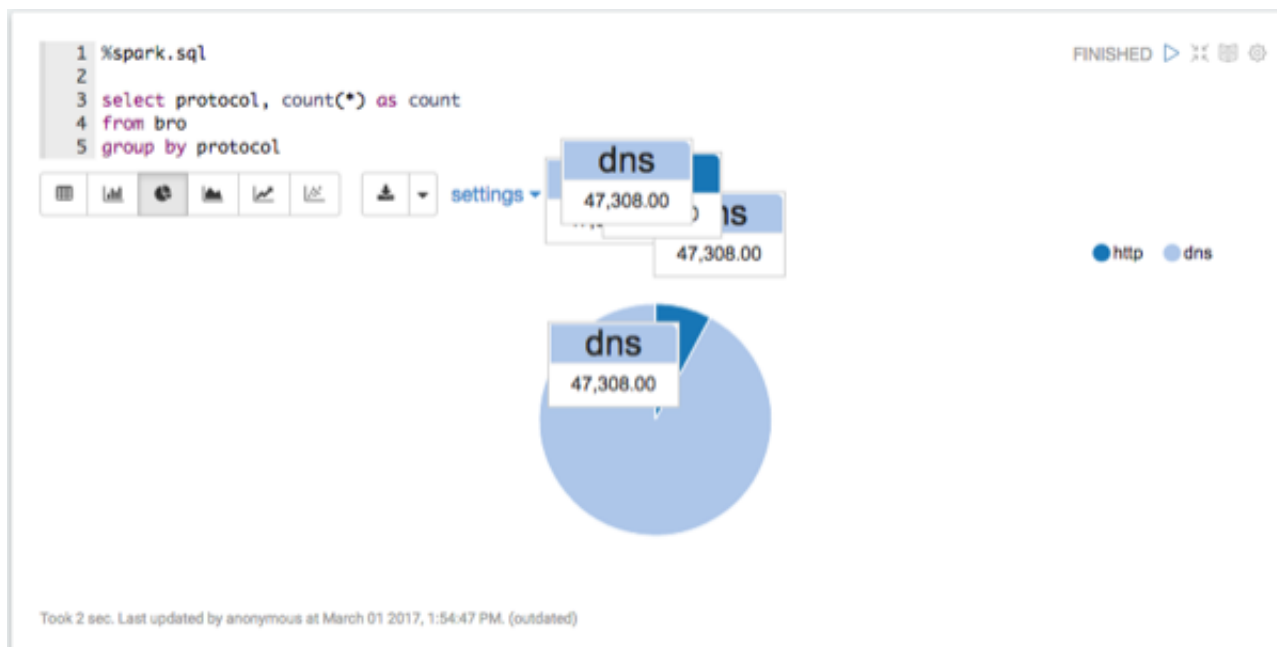 1 %spark.sql
2
3 select protocol, count(*) as count
4 from bro
5 group by protocol
FINISHED
settings
dns
47,308.00
47,308.00
http dns
dns
47,308.00
Took 2 sec. Last updated by anonymous at March 01 2017, 1:54:47 PM. (outdated)